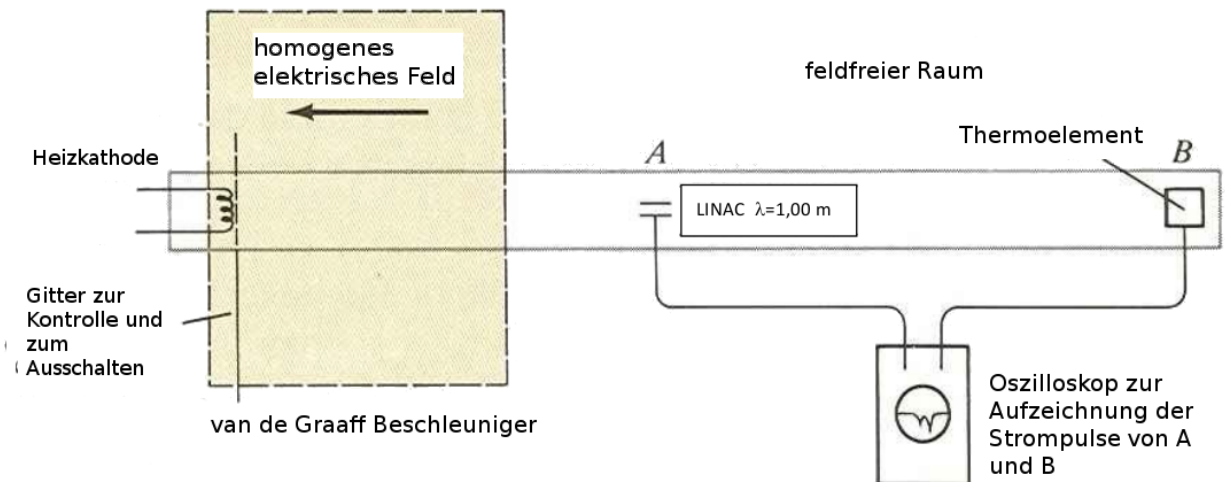 homogenes
elektrisches Feld
feldfreier Raum
Heizkathode
A
Thermoelement
B
LINAC λ=1,00 m
Gitter zur
Kontrolle und
zum
Ausschalten
van de Graaff Beschleuniger
Oszilloskop zur
Aufzeichnung der
Strompulse von A
und B